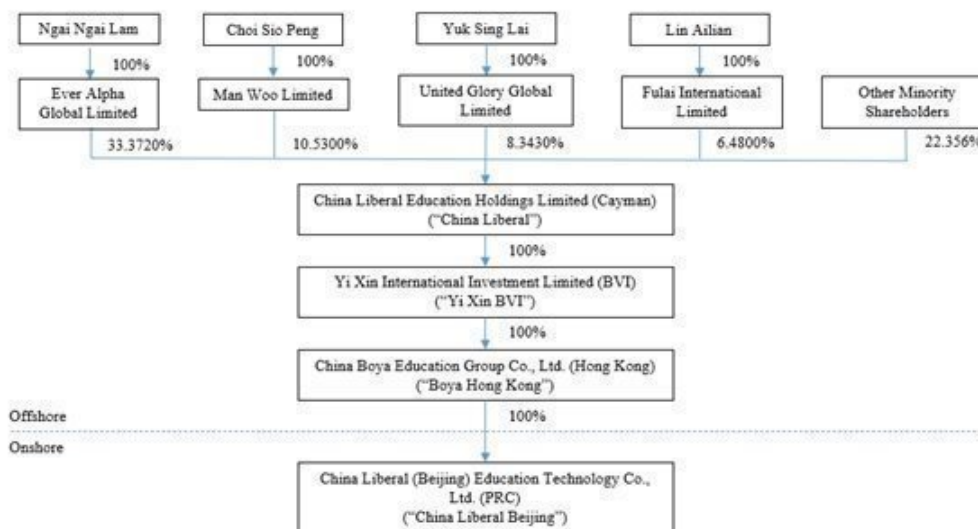 Ngai Ngai Lam
Choi Sio Peng
Yuk Sing Lai
Lin Ailian
100%
100%
100%
100%
Ever Alpha
Global Limited
Man Woo Limited
United Glory Global
Limited
Fulai International
Limited
Other Minority
Shareholders
33.3720%
10.5300%
8.3430%
6.4800%
22.356%
China Liberal Education Holdings Limited (Cayman)
(“China Liberal”)
100%
Yi Xin International Investment Limited (BVI)
(“Yi Xin BVI”)
100%
China Boya Education Group Co., Ltd. (Hong Kong)
(“Boya Hong Kong”)
Offshore
100%
Onshore
China Liberal (Beijing) Education Technology Co.,
Ltd. (PRC)
(“China Liberal Beijing”)